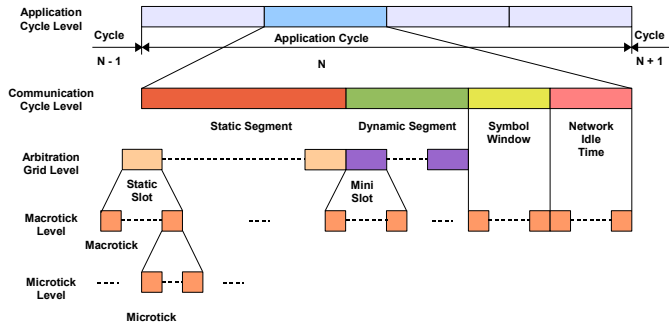 Application
Cycle Level
Cycle
Application Cycle
Cycle
N - 1
N
N + 1
Communication
Cycle Level
Static Segment
Dynamic Segment
Symbol
Window
Network
Idle
Time
Arbitration
Grid Level
Static
Slot
Mini
Slot
Macrotick
Level
Macrotick
Microtick
Level
Microtick